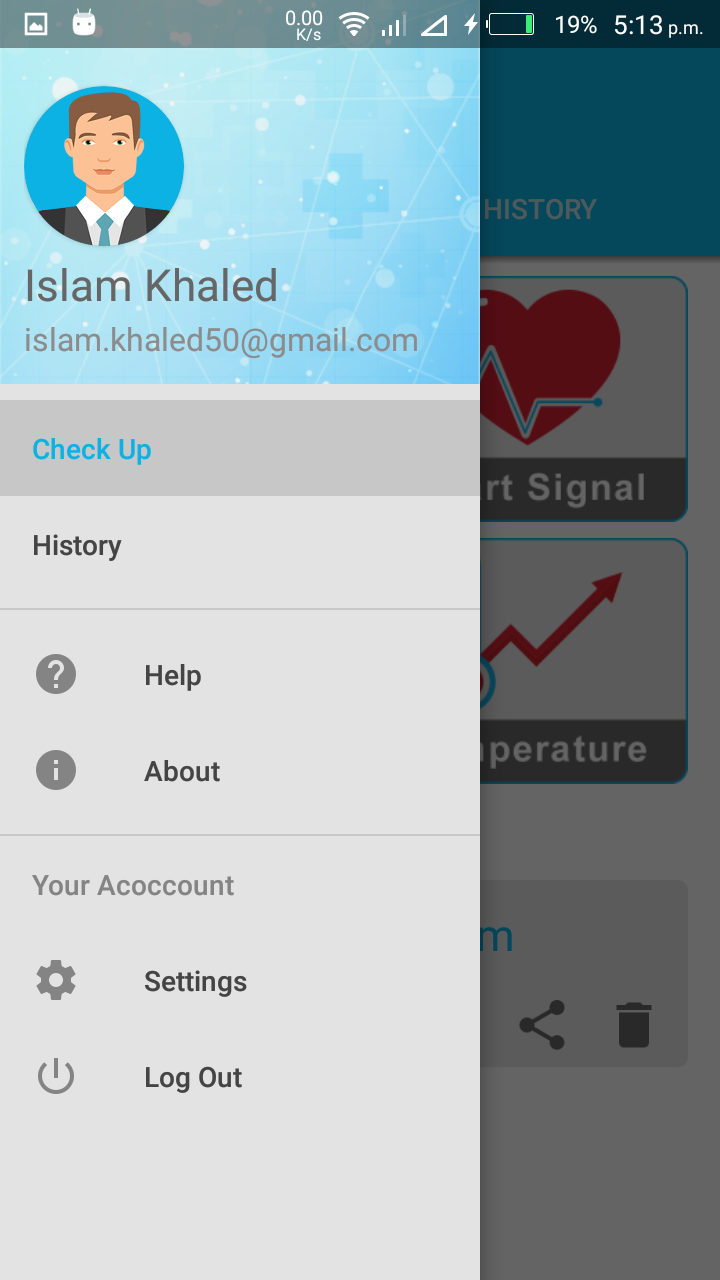 0.00
K/s
19% 5:13 p.m.
HISTORY
Islam Khaled
islam.khaled50@gmail.com
Check Up
rt Signal
History
Help
perature
About
Your Acoccount
m
Settings
Log Out